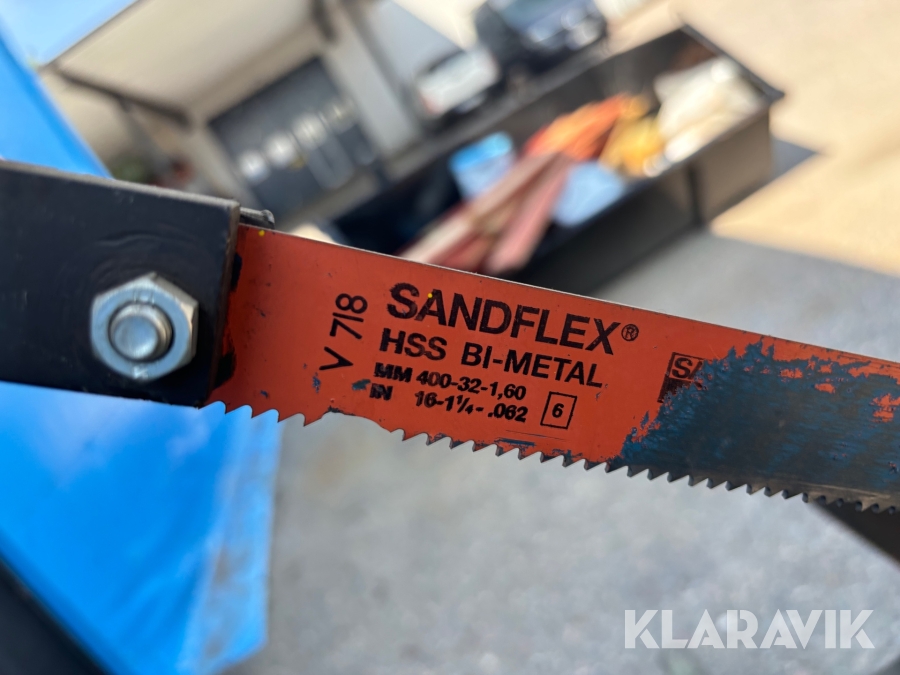 V 718
SANDFLEX®
HSS BI-METAL
MM 400-32-1,60
IN 16-1¼-.062 6
KLARAVIK